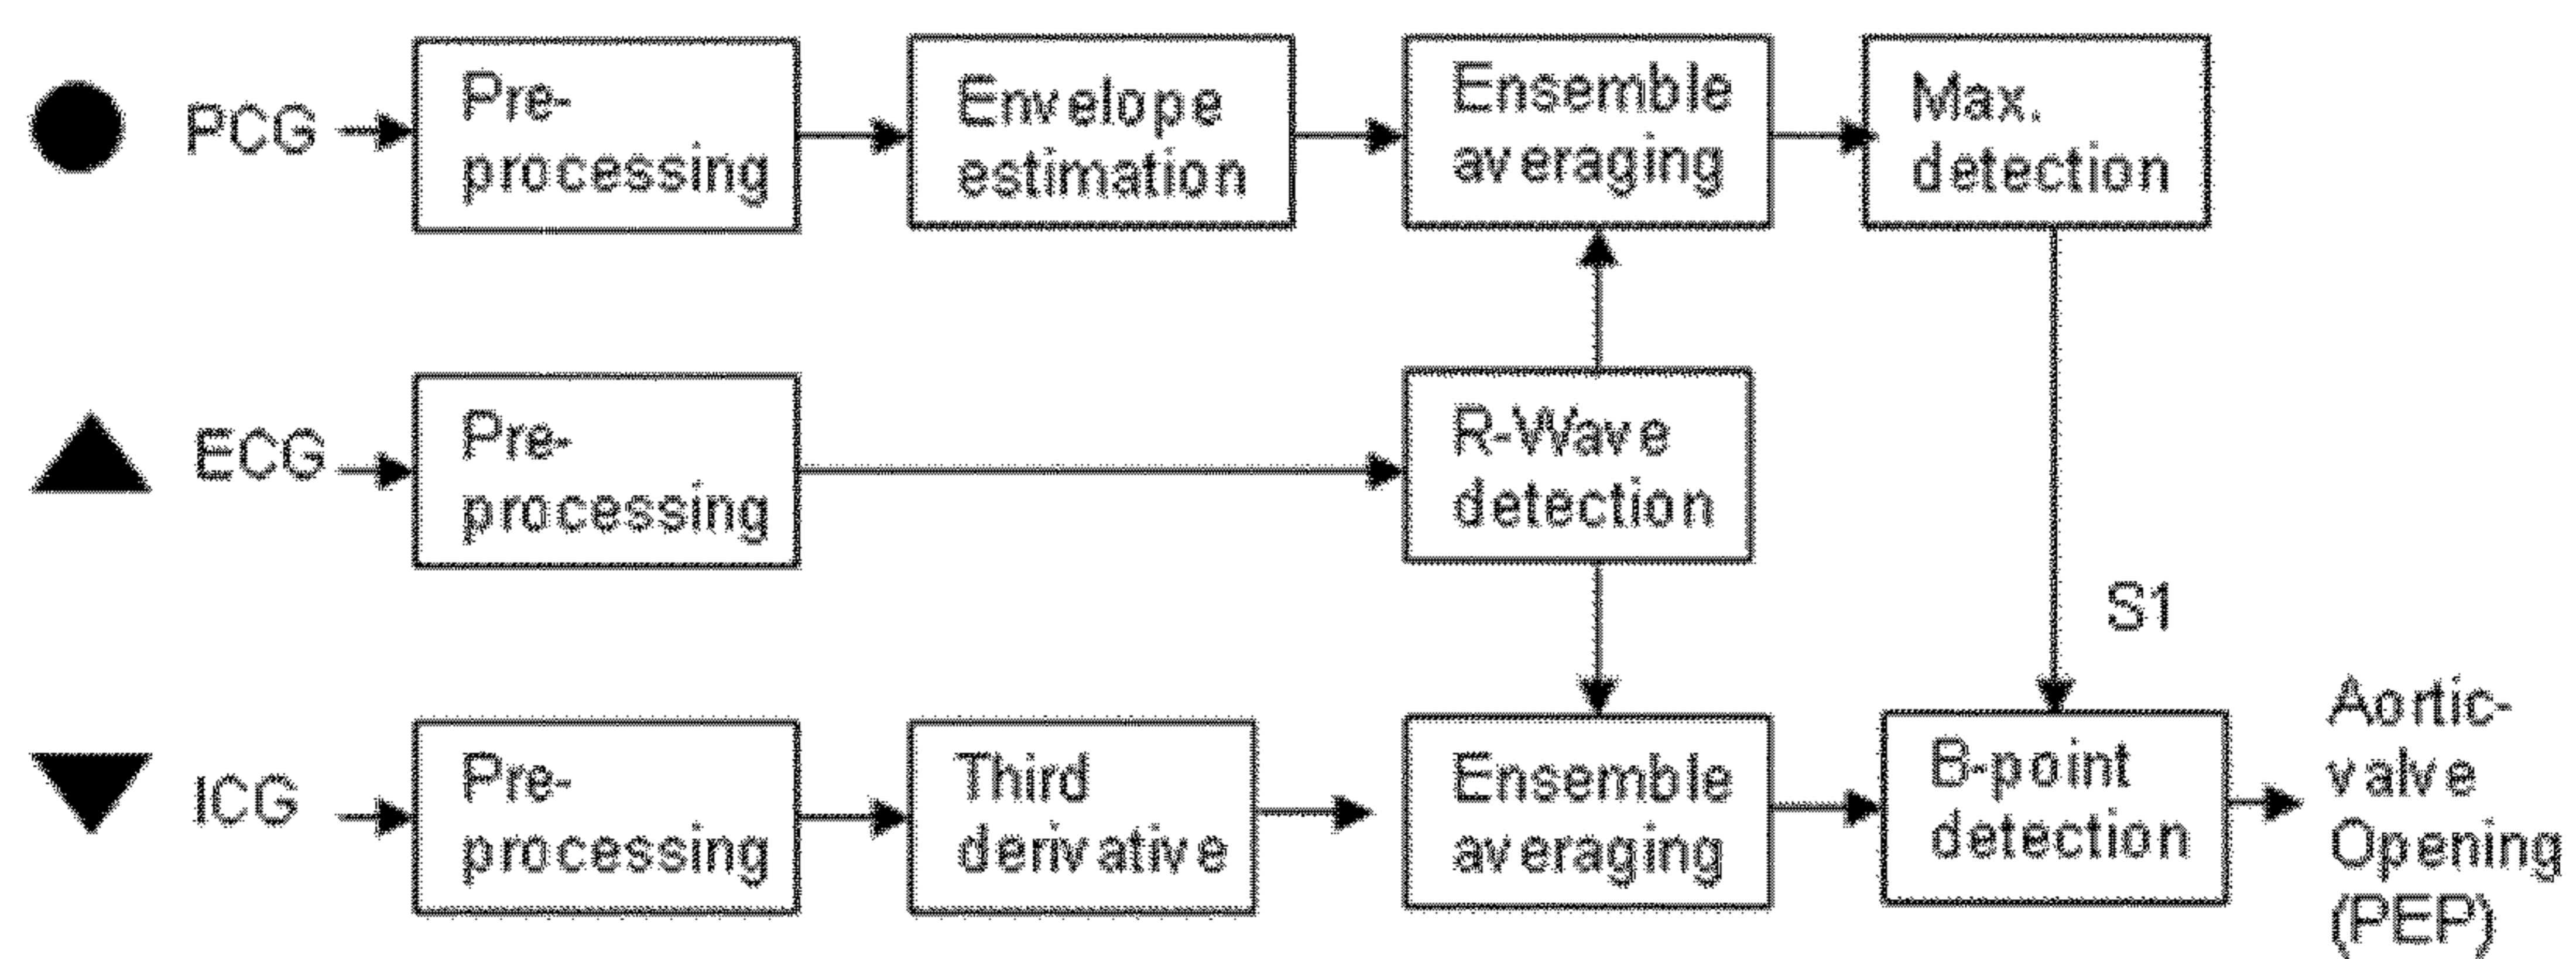 PCG
Pre-
processing
Envelope
estimation
Ensemble
averaging
Max.
detection
ECG
Pre-
processing
R-Wave
detection
S1
ICG
Pre-
processing
Third
derivative
Ensemble
averaging
B-point
detection
Aortic-
valve
Opening
(PEP)